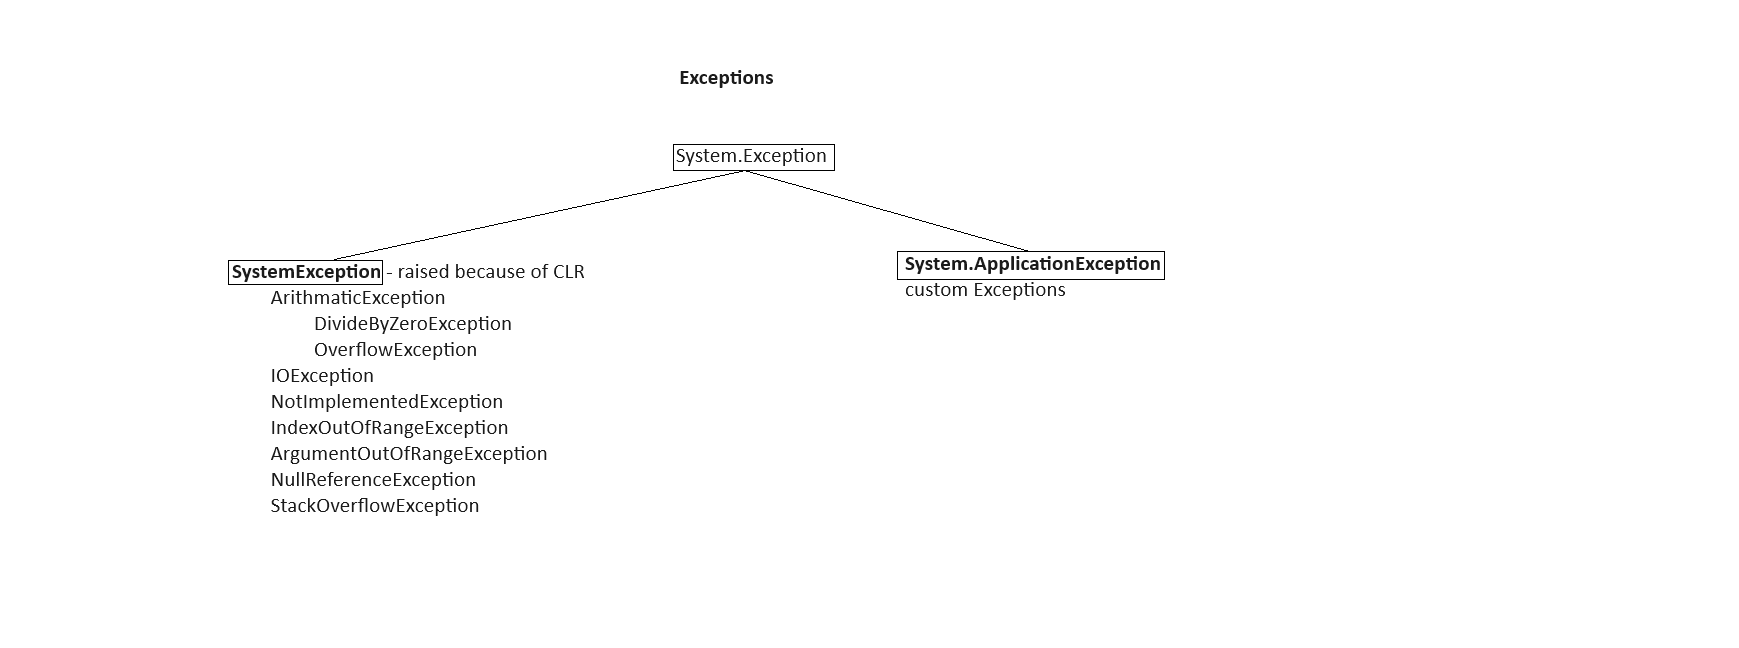 Exceptions
System.Exception
SystemException - raised because of CLR
ArithmaticException
DivideByZeroException
OverflowException
IOException
NotImplementedException
IndexOutOfRangeException
ArgumentOutOfRangeException
NullReferenceException
StackOverflowException
System.ApplicationException
custom Exceptions